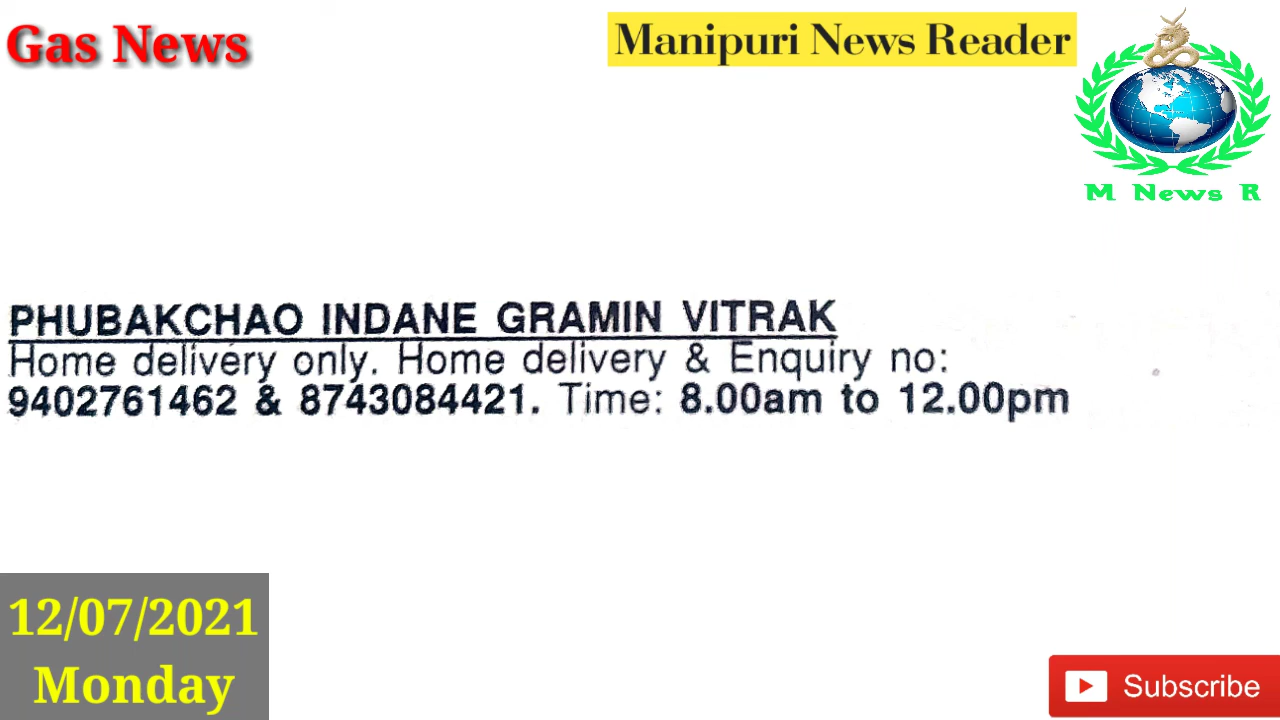 Gas News
Manipuri News Reader
M News R
PHUBAKCHAO INDANE GRAMIN VITRAK
Home delivery only. Home delivery & Enquiry no:
9402761462 & 8743084421. Time: 8.00am to 12.00pm
12/07/2021
Monday
Subscribe